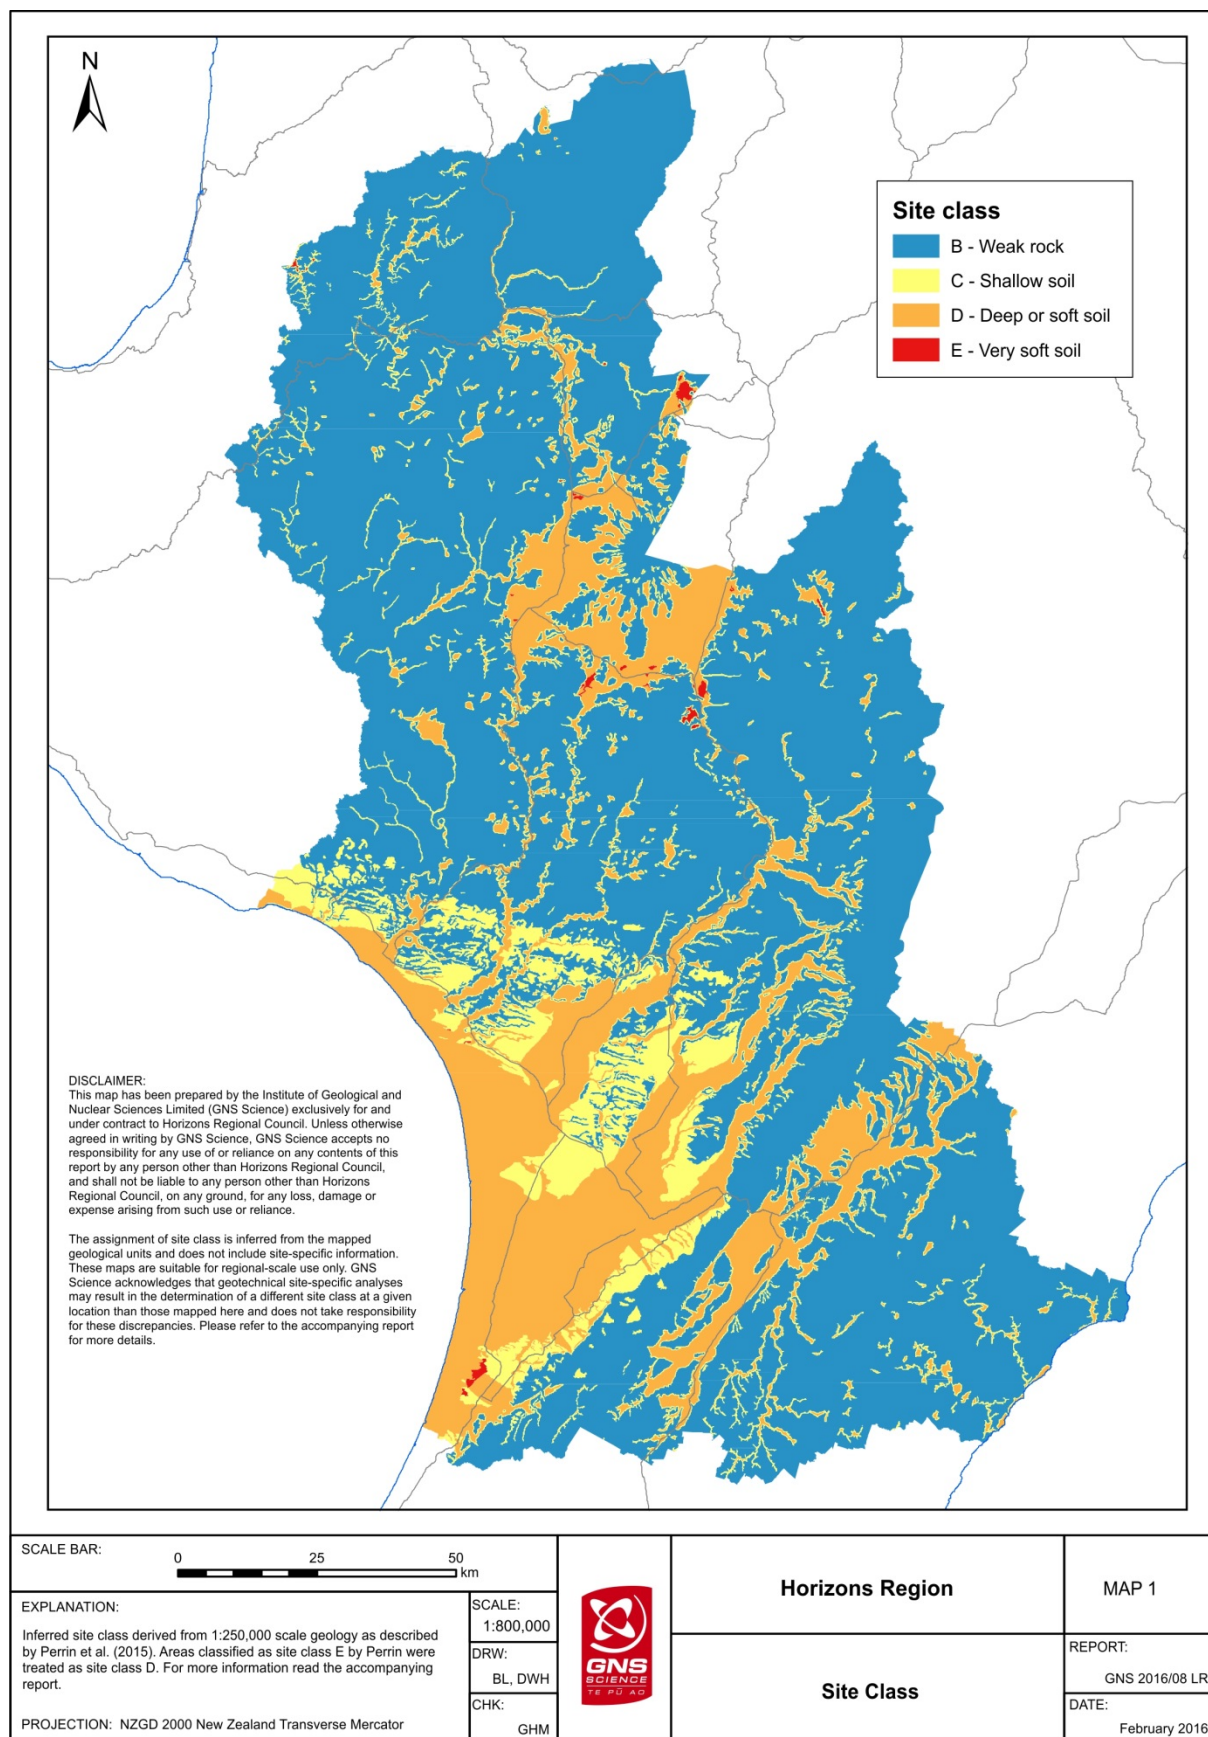 N
Site class
B - Weak rock
C - Shallow soil
D - Deep or soft soil
E - Very soft soil
DISCLAIMER:
This map has been prepared by the Institute of Geological and
Nuclear Sciences Limited (GNS Science) exclusively for and
under contract to Horizons Regional Council. Unless otherwise
agreed in writing by GNS Science, GNS Science accepts no
responsibility for any use of or reliance on any contents of this
report by any person other than Horizons Regional Council,
and shall not be liable to any person other than Horizons
Regional Council, on any ground, for any loss, damage or
expense arising from such use or reliance.
The assignment of site class is inferred from the mapped
geological units and does not include site-specific information.
These maps are suitable for regional-scale use only. GNS
Science acknowledges that geotechnical site-specific analyses
may result in the determination of a different site class at a given
location than those mapped here and does not take responsibility
for these discrepancies. Please refer to the accompanying report
for more details.
SCALE BAR:
0 25 50
km
EXPLANATION:
Inferred site class derived from 1:250,000 scale geology as described
by Perrin et al. (2015). Areas classified as site class E by Perrin were
treated as site class D. For more information read the accompanying
report.
PROJECTION: NZGD 2000 New Zealand Transverse Mercator
SCALE:
1:800,000
DRW:
BL, DWH
CHK:
GHM
GNS
SCIENCE
TE PŪ AO
Horizons Region
Site Class
MAP 1
REPORT:
GNS 2016/08 LR
DATE:
February 2016